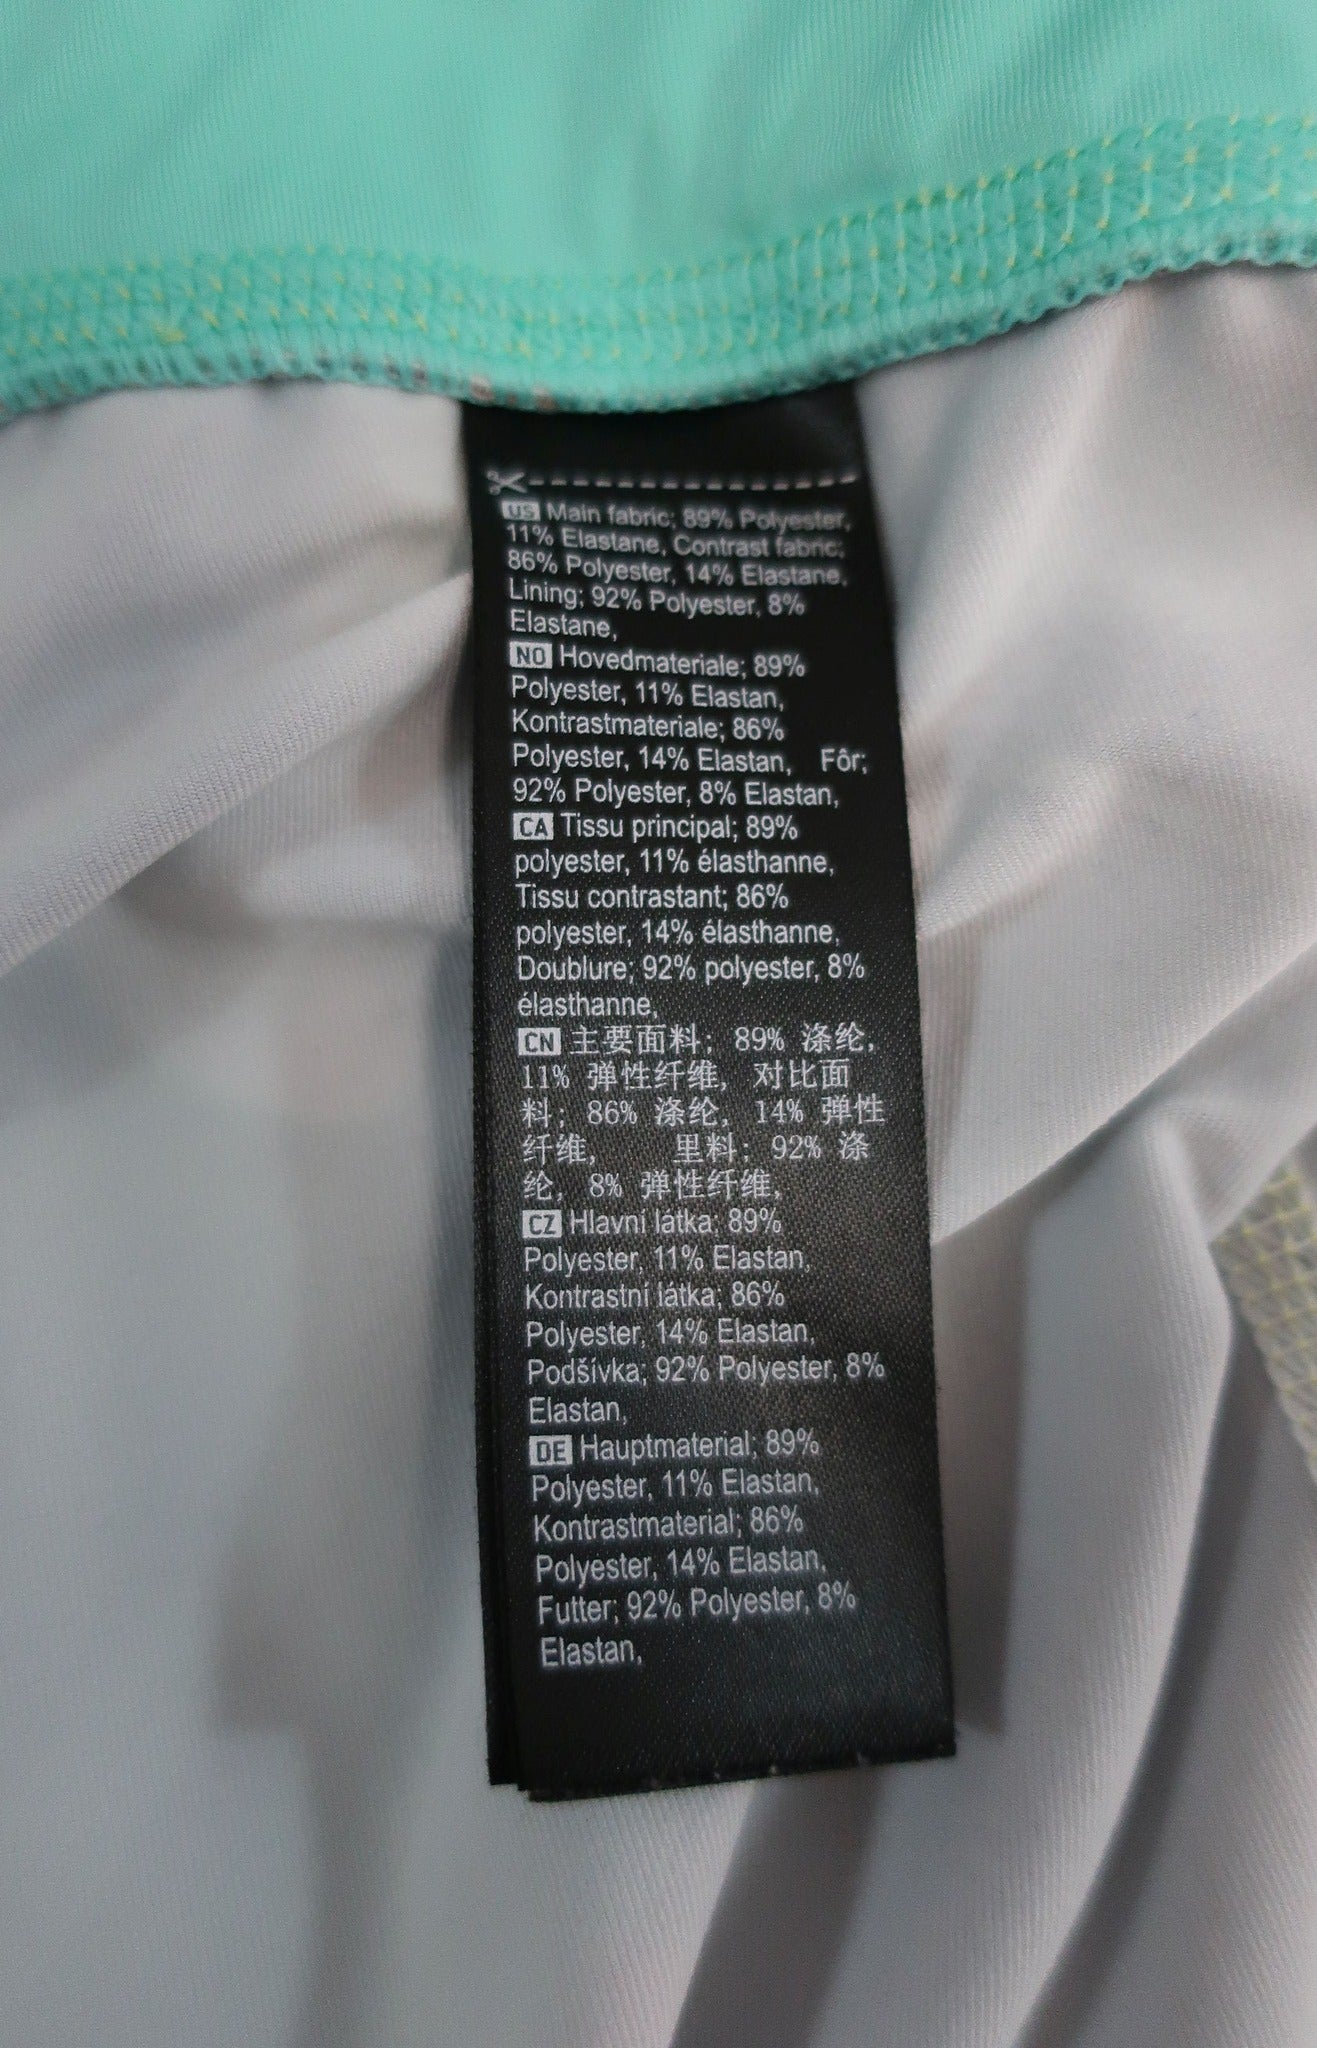 US Main fabric; 89% Polyester,
11% Elastane, Contrast fabric;
86% Polyester, 14% Elastane,
Lining; 92% Polyester, 8%
Elastane,
NO Hovedmateriale; 89%
Polyester, 11% Elastan,
Kontrastmateriale; 86%
Polyester, 14% Elastan, Fôr;
92% Polyester, 8% Elastan,
CA Tissu principal; 89%
polyester, 11% élasthanne,
Tissu contrastant; 86%
polyester, 14% élasthanne,
Doublure; 92% polyester, 8%
élasthanne,
CN 主要面料; 89% 涤纶,
11% 弹性纤维, 对比面
料; 86% 涤纶, 14% 弹性
纤维, 里料; 92% 涤
纶, 8% 弹性纤维,
CZ Hlavní látka; 89%
Polyester, 11% Elastan,
Kontrastní látka; 86%
Polyester, 14% Elastan,
Podšívka; 92% Polyester, 8%
Elastan,
DE Hauptmaterial; 89%
Polyester, 11% Elastan,
Kontrastmaterial; 86%
Polyester, 14% Elastan,
Futter; 92% Polyester, 8%
Elastan,